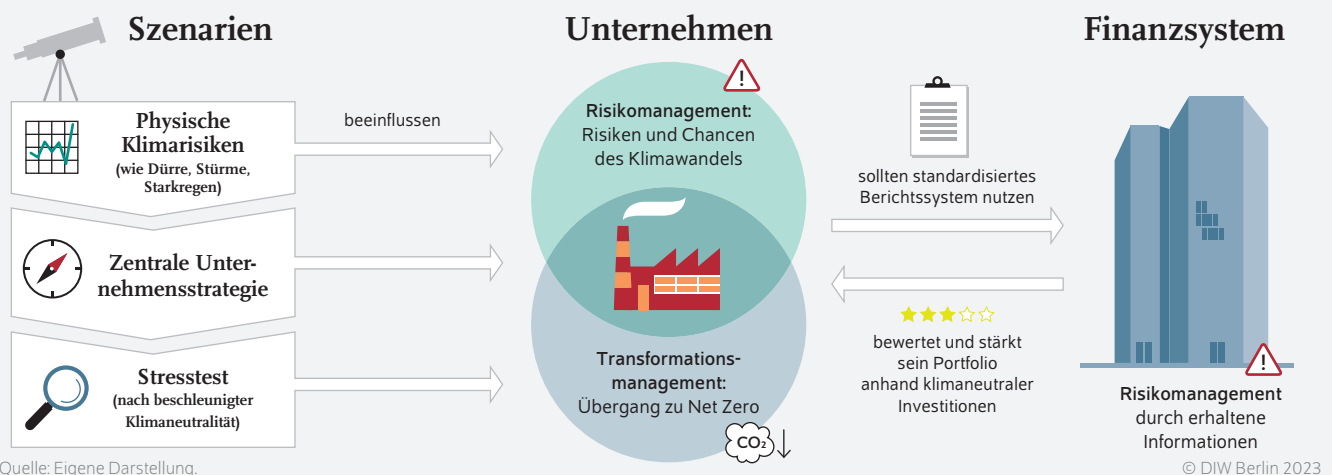 Szenarien
Physische
Klimarisiken
(wie Dürre, Stürme,
Starkregen)
Zentrale Unter-
nehmensstrategie
Stresstest
(nach beschleunigter
Klimaneutralität)
beeinflussen
Unternehmen
Risikomanagement:
Risiken und Chancen
des Klimawandels
Transformations-
management:
Übergang zu Net Zero
CO₂
sollten standardisiertes
Berichtssystem nutzen
bewertet und stärkt
sein Portfolio
anhand klimaneutraler
Investitionen
Finanzsystem
Risikomanagement
durch erhaltene
Informationen
Quelle: Eigene Darstellung.
© DIW Berlin 2023